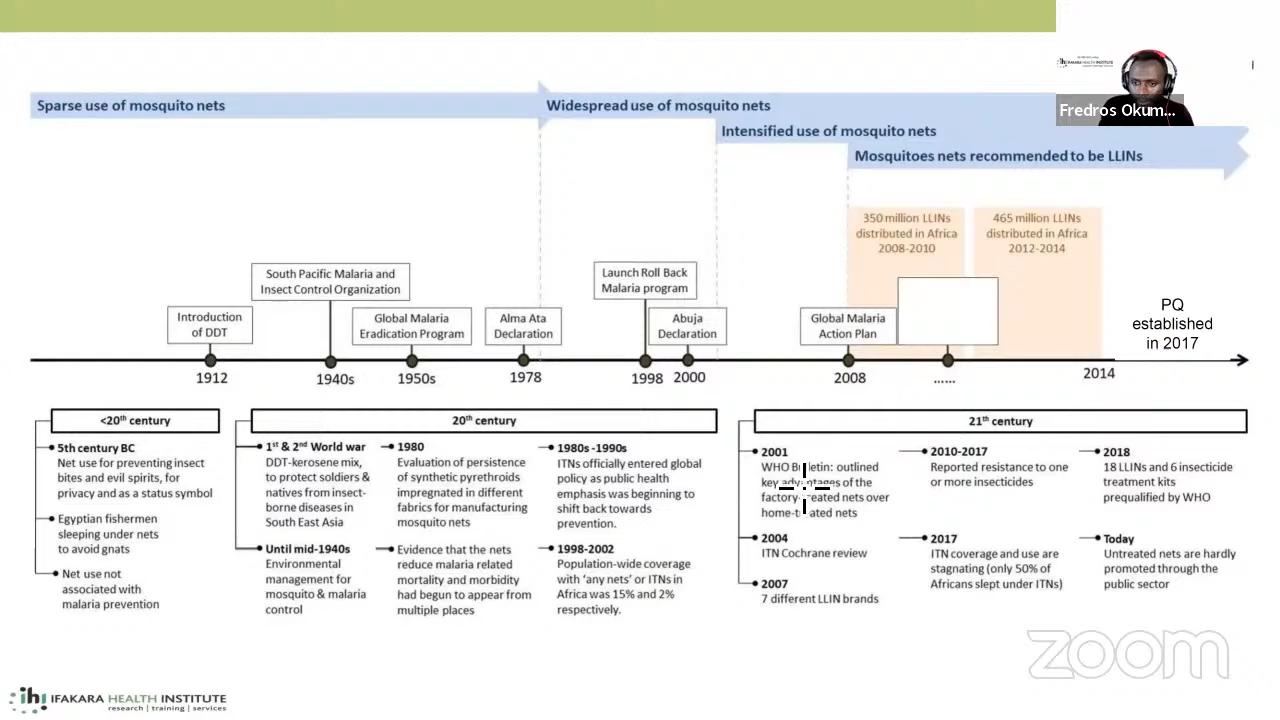 IFAKARA HEALTH INSTITUTE
Fredros Okum...
Sparse use of mosquito nets
Widespread use of mosquito nets
Intensified use of mosquito nets
Mosquitoes nets recommended to be LLINs
350 million LLINs
distributed in Africa
2008-2010
465 million LLINs
distributed in Africa
2012-2014
South Pacific Malaria and
Insect Control Organization
Launch Roll Back
Malaria program
Introduction
of DDT
Global Malaria
Eradication Program
Alma Ata
Declaration
Abuja
Declaration
Global Malaria
Action Plan
PQ
established
in 2017
1912
1940s
1950s
1978
1998
2000
2008
......
2014
<20th century
5th century BC
Net use for preventing insect
bites and evil spirits, for
privacy and as a status symbol
Egyptian fishermen
sleeping under nets
to avoid gnats
Net use not
associated with
malaria prevention
20th century
1st & 2nd World war
DDT-kerosene mix,
to protect soldiers &
natives from insect-
borne diseases in
South East Asia
Until mid-1940s
Environmental
management for
mosquito & malaria
control
1980
Evaluation of persistence
of synthetic pyrethroids
impregnated in different
fabrics for manufacturing
mosquito nets
Evidence that the nets
reduce malaria related
mortality and morbidity
had begun to appear from
multiple places
1980s -1990s
ITNs officially entered global
policy as public health
emphasis was beginning to
shift back towards
prevention.
1998-2002
Population-wide coverage
with ‘any nets’ or ITNs in
Africa was 15% and 2%
respectively.
21th century
2001
WHO Bulletin: outlined
key advantages of the
factory-treated nets over
home-treated nets
2004
ITN Cochrane review
2007
7 different LLIN brands
2010-2017
Reported resistance to one
or more insecticides
2017
ITN coverage and use are
stagnating (only 50% of
Africans slept under ITNs)
2018
18 LLINs and 6 insecticide
treatment kits
prequalified by WHO
Today
Untreated nets are hardly
promoted through the
public sector
zoom
ihi IFAKARA HEALTH INSTITUTE
research | training | services